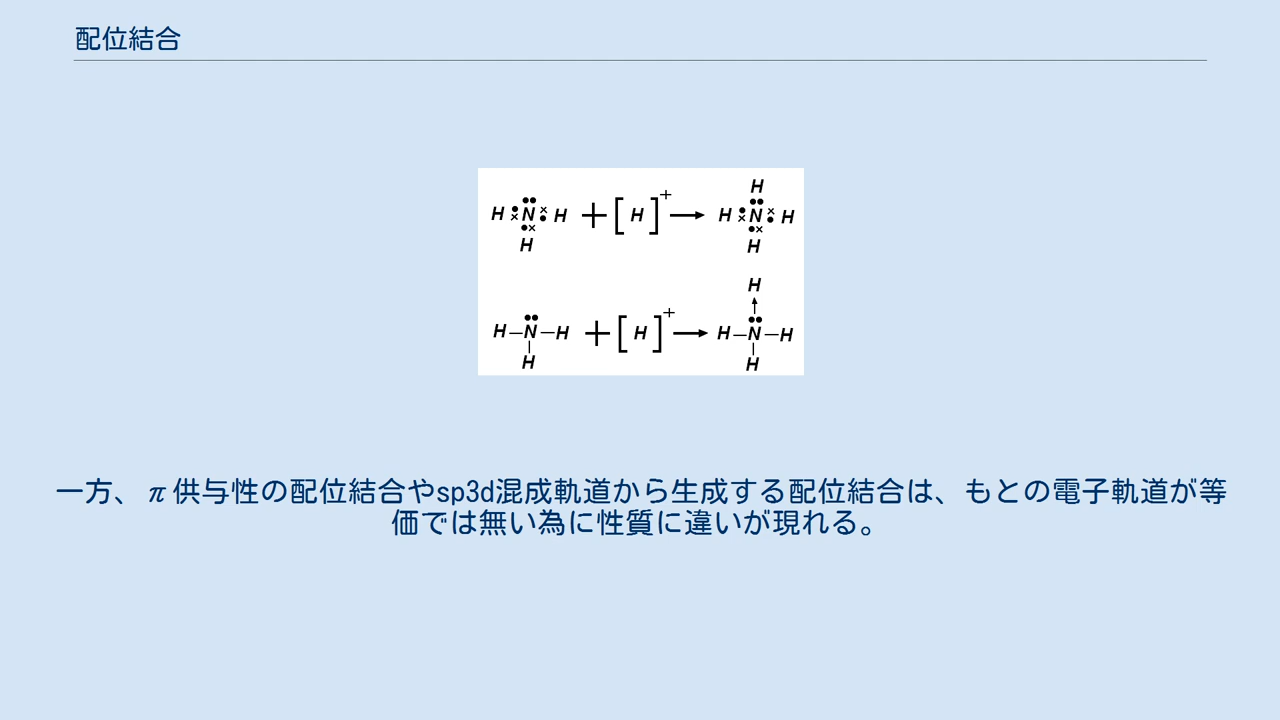 配位結合
H
H N H + [ H ]+ → H N H
H H
H
H–N–H + [ H ]+ → H–N–H
H H
一方、π供与性の配位結合やsp3d混成軌道から生成する配位結合は、もとの電子軌道が等
価では無い為に性質に違いが現れる。